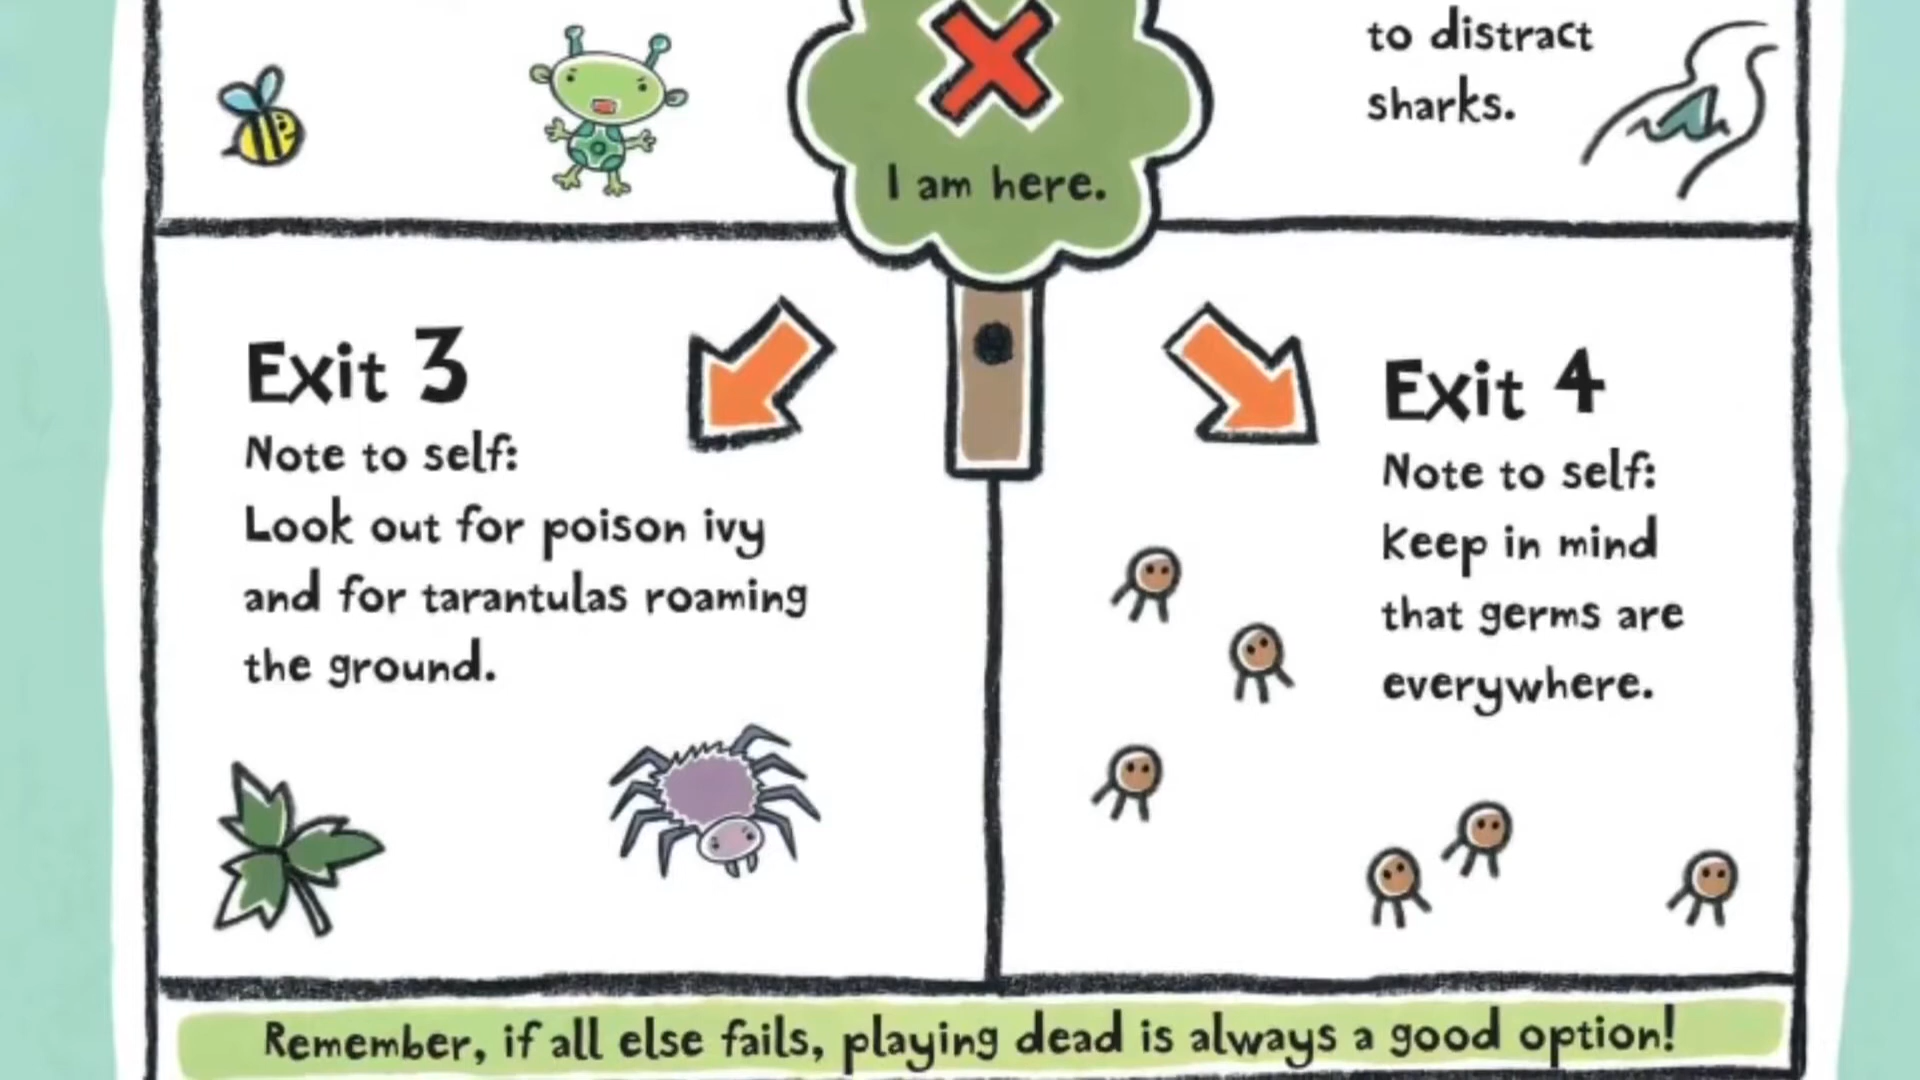 to distract
sharks.
I am here.
Exit 3
Note to self:
Look out for poison ivy
and for tarantulas roaming
the ground.
Exit 4
Note to self:
Keep in mind
that germs are
everywhere.
Remember, if all else fails, playing dead is always a good option!